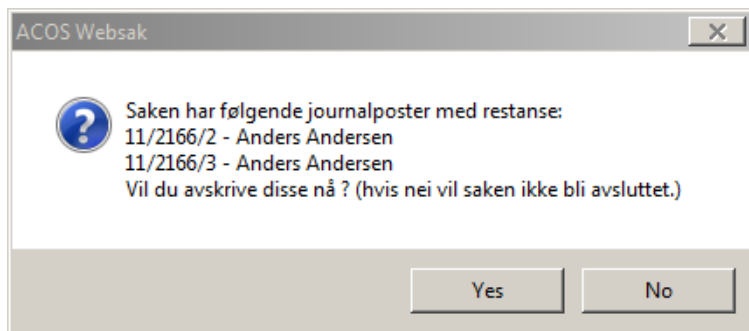 ACOS Websak
Saken har følgende journalposter med restanse:
11/2166/2 - Anders Andersen
11/2166/3 - Anders Andersen
Vil du avskrive disse nå ? (hvis nei vil saken ikke bli avsluttet.)
Yes
No